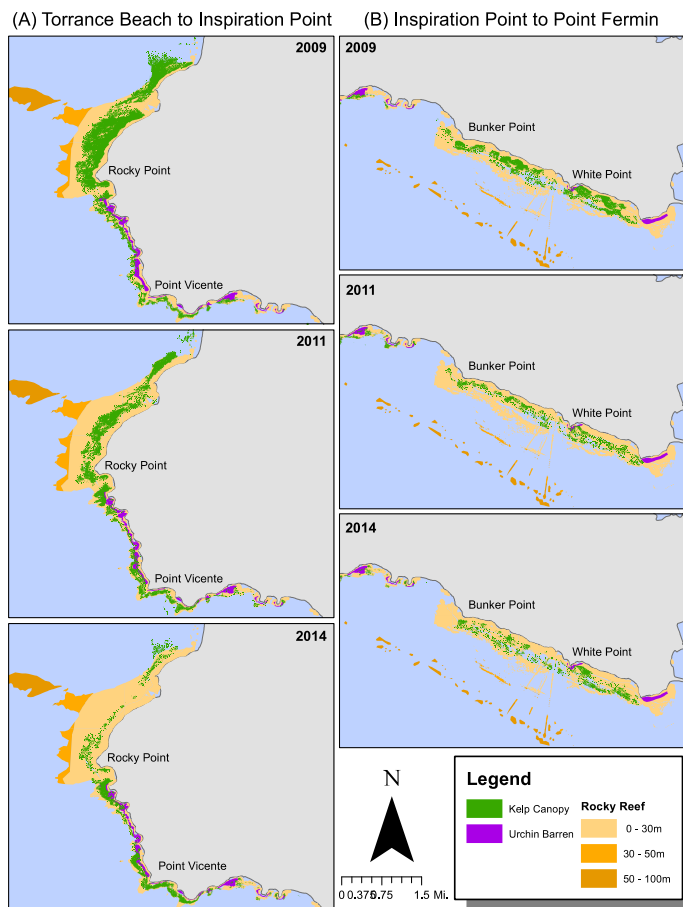 (A) Torrance Beach to Inspiration Point
2009
Rocky Point
Point Vicente
2011
Rocky Point
Point Vicente
2014
Rocky Point
Point Vicente
(B) Inspiration Point to Point Fermin
2009
Bunker Point
White Point
2011
Bunker Point
White Point
2014
Bunker Point
White Point
N
0 0.375 0.75 1.5 Mi.
Legend
Kelp Canopy
Urchin Barren
Rocky Reef
0 - 30m
30 - 50m
50 - 100m